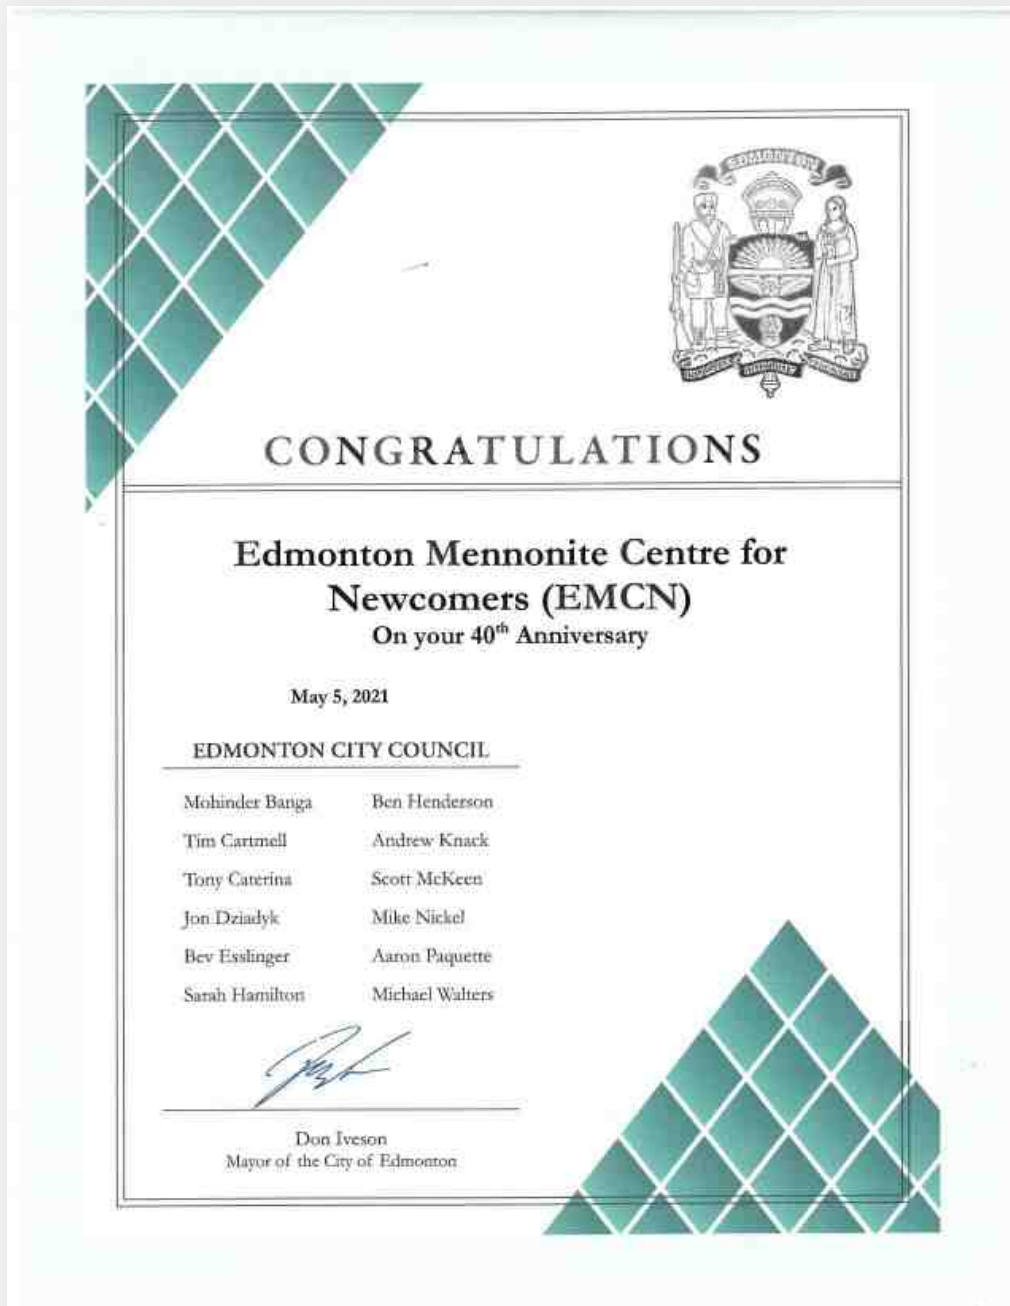 EDMONTON
CONGRATULATIONS
Edmonton Mennonite Centre for
Newcomers (EMCN)
On your 40th Anniversary
May 5, 2021
EDMONTON CITY COUNCIL
Mohinder Banga Ben Henderson
Tim Cartmell Andrew Knack
Tony Caterina Scott McKeen
Jon Dziadyk Mike Nickel
Bev Esslinger Aaron Paquette
Sarah Hamilton Michael Walters
Don Iveson
Mayor of the City of Edmonton